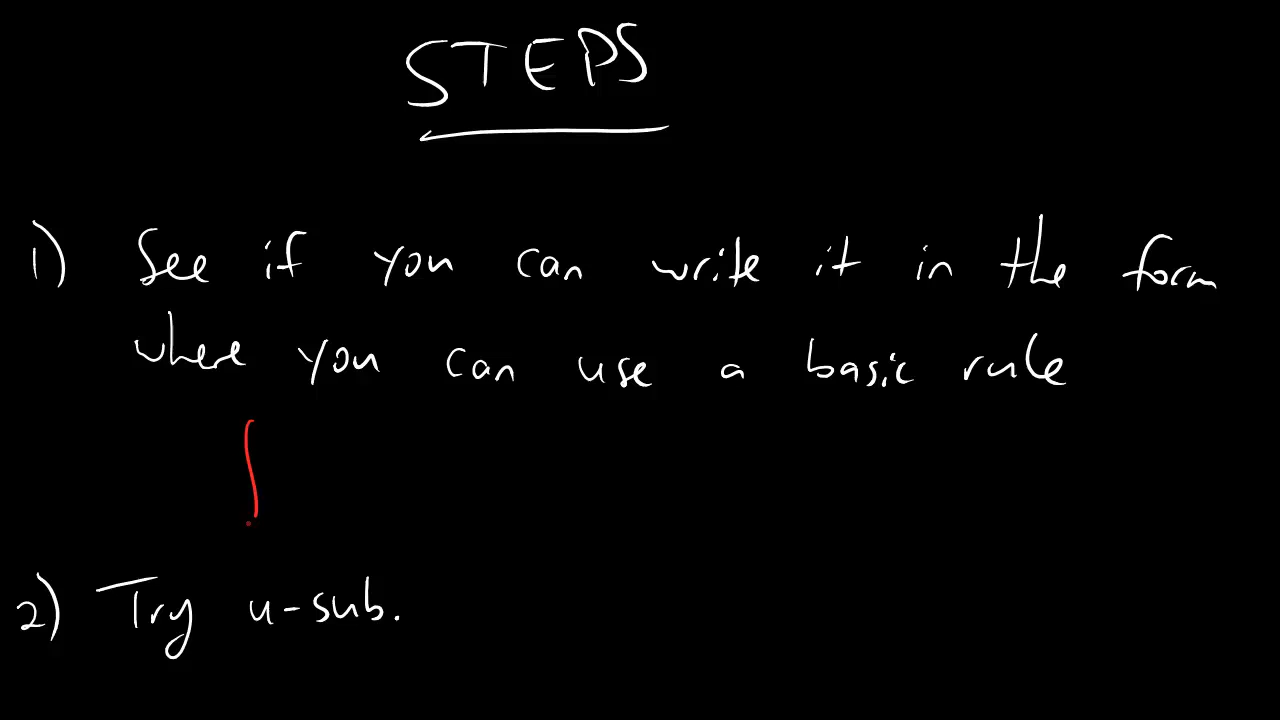 STEPS
1) See if you can write it in the form
where you can use a basic rule
∫
2) Try u-sub.